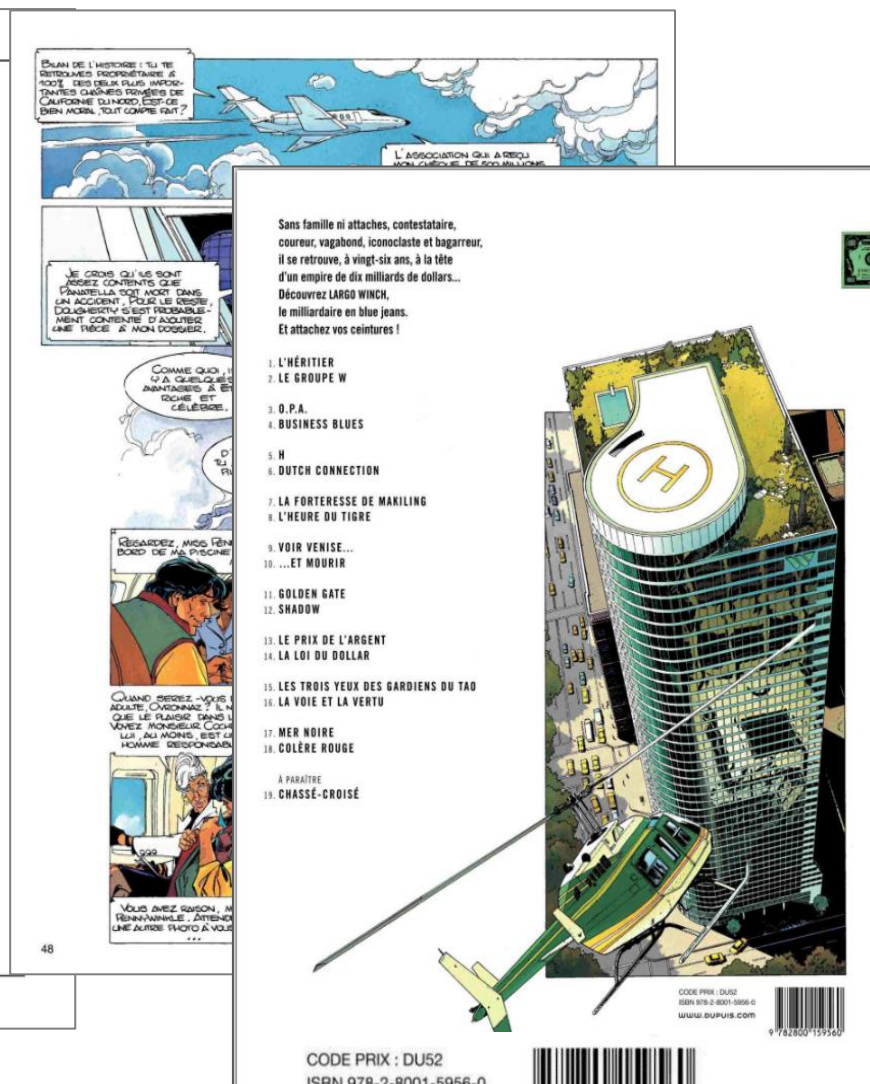 BILAN DE L'HISTOIRE : TU TE
RETROUVES PROPRIÉTAIRE À
100% DES DEUX PLUS IMPOR-
TANTES CHAÎNES PRIVÉES DE
CALIFORNIE DU NORD. EST-CE
BIEN MORAL, TOUT COMPTE FAIT ?
L'ASSOCIATION QUI A REÇU
MON CHÈQUE DE 500 MILLIONS
JE CROIS QU'ILS SONT
ASSEZ CONTENTS QUE
PANATELLA SOIT MORT DANS
UN ACCIDENT. POUR LE RESTE,
DOUGHERTY S'EST PROBABLE-
MENT CONTENTÉ D'AJOUTER
UNE PIÈCE À MON DOSSIER.
COMME QUOI,
Y A QUELQUES
AVANTAGES À
RICHE ET
CÉLÈBRE.
REGARDEZ, MISS
BORD DE MA PISCINE
QUAND SEREZ-VOUS
ADULTE, OVRONNAZ ? IL
QUE LE PLAISIR DANS
VOYEZ MONSIEUR
LUI, AU MOINS, EST
HOMME
VOUS AVEZ RAISON,
PENNYWINKLE.
UNE AUTRE PHOTO À
...
48
Sans famille ni attaches, contestataire,
coureur, vagabond, iconoclaste et bagarreur,
il se retrouve, à vingt-six ans, à la tête
d'un empire de dix milliards de dollars...
Découvrez LARGO WINCH,
le milliardaire en blue jeans.
Et attachez vos ceintures !
1. L'HÉRITIER
2. LE GROUPE W
3. O.P.A.
4. BUSINESS BLUES
5. H
6. DUTCH CONNECTION
7. LA FORTERESSE DE MAKILING
8. L'HEURE DU TIGRE
9. VOIR VENISE...
10. ...ET MOURIR
11. GOLDEN GATE
12. SHADOW
13. LE PRIX DE L'ARGENT
14. LA LOI DU DOLLAR
15. LES TROIS YEUX DES GARDIENS DU TAO
16. LA VOIE ET LA VERTU
17. MER NOIRE
18. COLÈRE ROUGE
À PARAÎTRE
19. CHASSÉ-CROISÉ
H
CODE PRIX : DU52
ISBN 978-2-8001-5956-0
WWW.DUPUIS.COM
9 782800 159560
CODE PRIX : DU52
ISBN 978-2-8001-5956-0